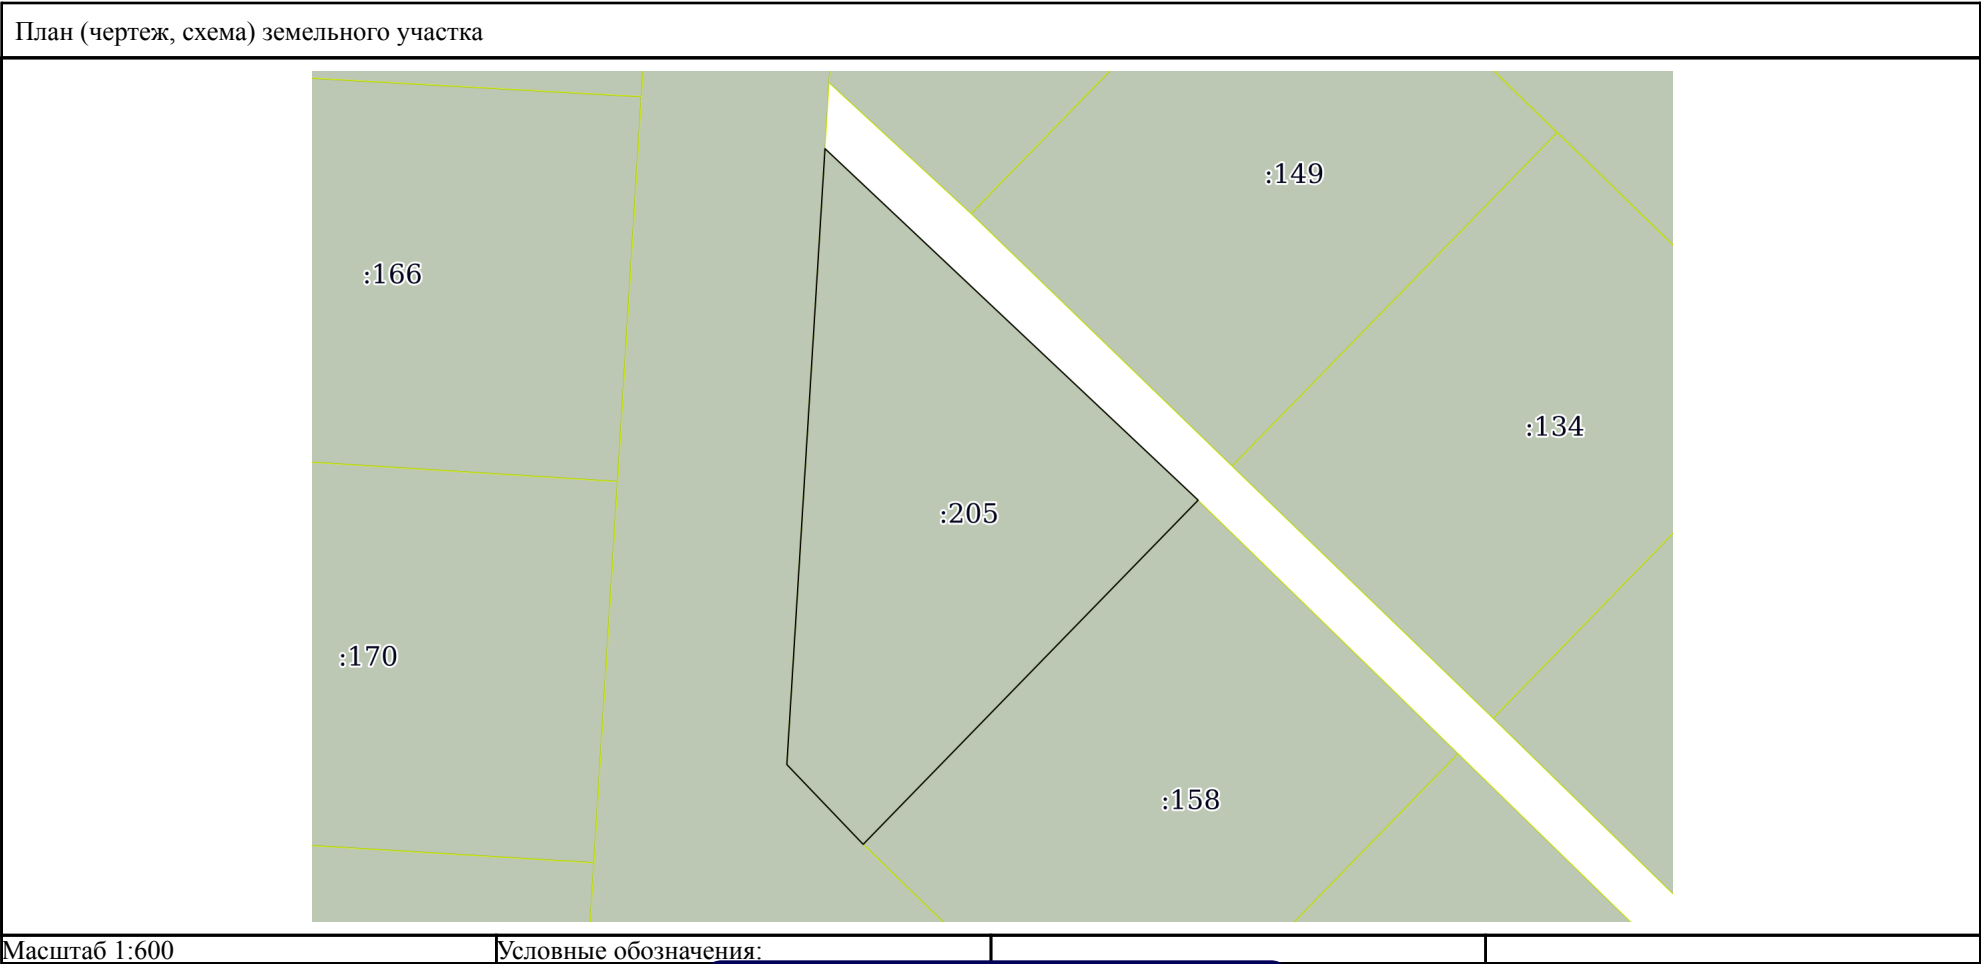 План (чертеж, схема) земельного участка
:149
:166
:134
:205
:170
:158
Масштаб 1:600
Условные обозначения: